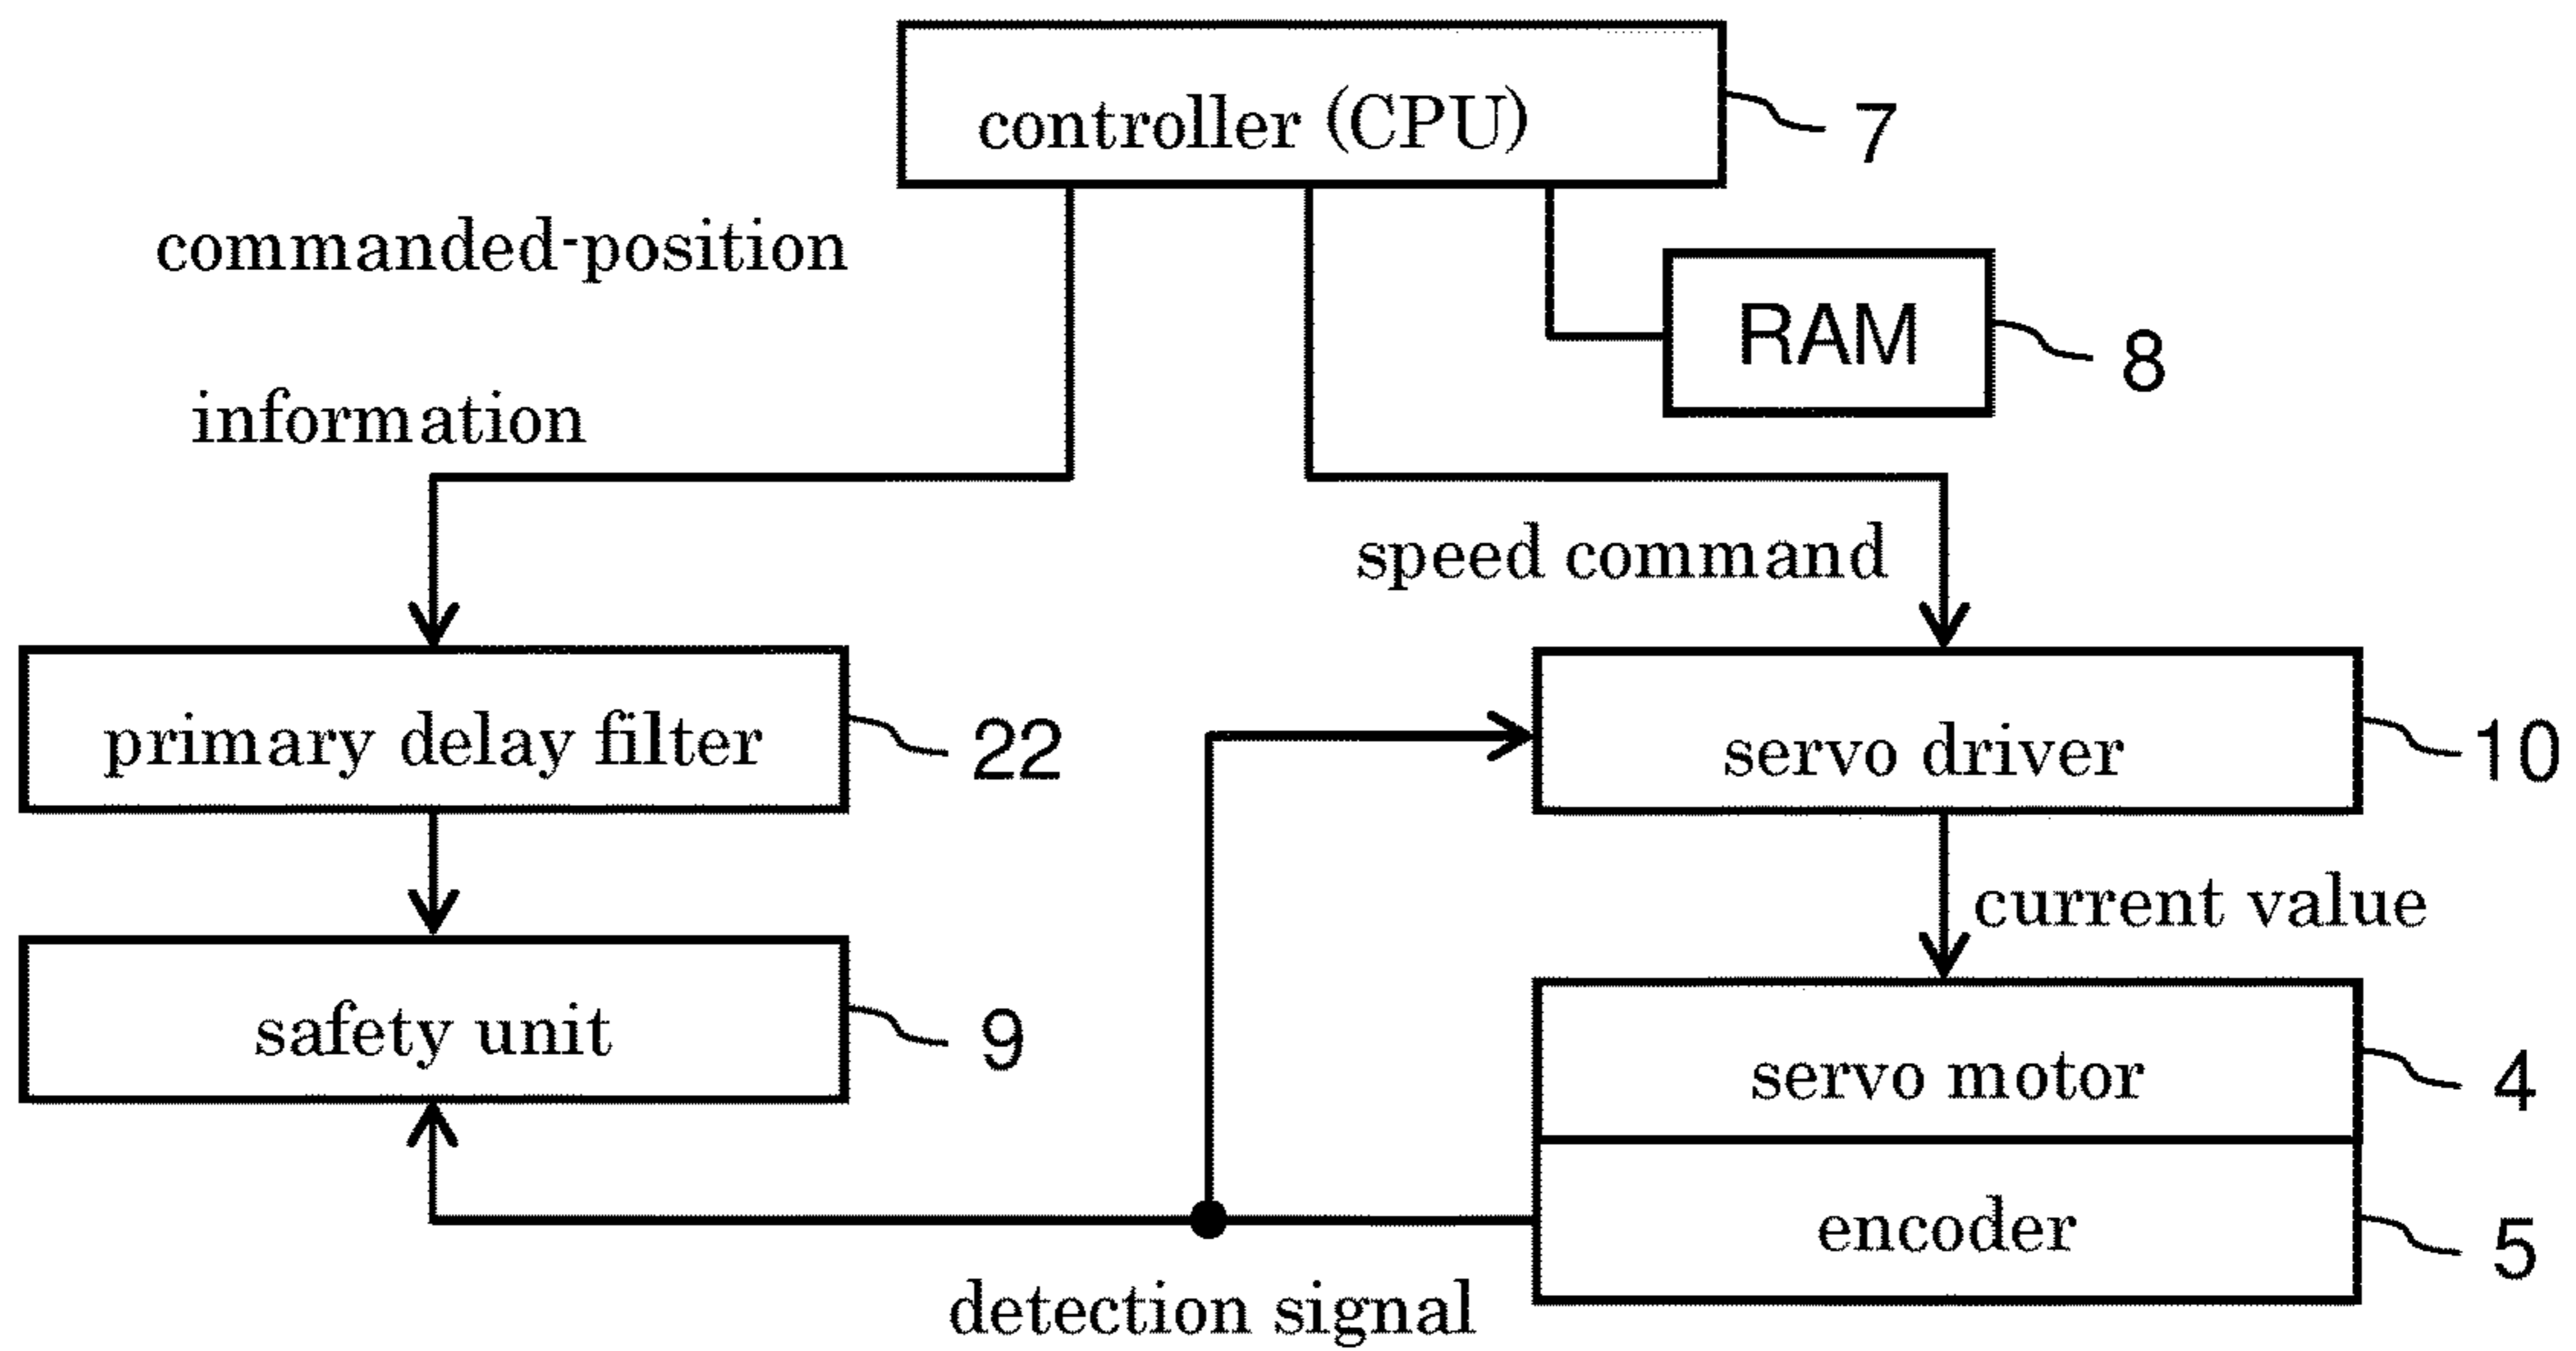 controller (CPU)
7
commanded-position
information
RAM
8
speed command
primary delay filter
22
servo driver
10
current value
safety unit
9
servo motor
4
encoder
5
detection signal